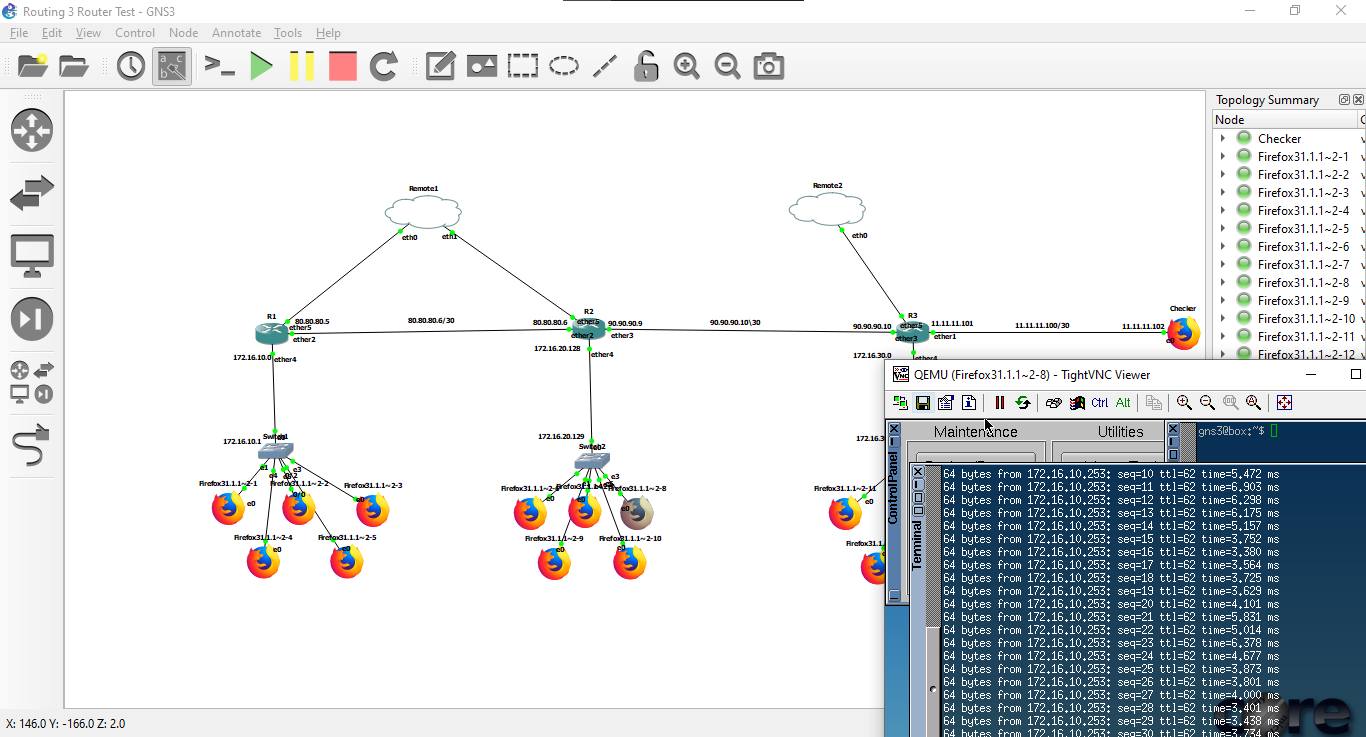 Routing 3 Router Test - GNS3
File Edit View Control Node Annotate Tools Help
Topology Summary
Node
Checker
Firefox31.1.1~2-1
Firefox31.1.1~2-2
Firefox31.1.1~2-3
Firefox31.1.1~2-4
Firefox31.1.1~2-5
Firefox31.1.1~2-6
Firefox31.1.1~2-7
Firefox31.1.1~2-8
Firefox31.1.1~2-9
Firefox31.1.1~2-10
Firefox31.1.1~2-11
Firefox31.1.1~2-12
Remote1
eth0 eth1
Remote2
eth0
R1
80.80.80.5
ether5
ether2
80.80.80.6/30
80.80.80.6
R2
ether5
ether2
90.90.90.9
ether3
90.90.90.10\30
90.90.90.10
R3
ether5
ether3
11.11.11.101
ether1
11.11.11.100/30
11.11.11.102
Checker
e0
172.16.10.0
ether4
172.16.20.128
ether4
172.16.30.0
ether4
172.16.10.1
Switch1
e1
e4
e3
172.16.20.129
Switch2
e3
172.16.3
Firefox31.1.1~2-1
e0
Firefox31.1.1~2-2
Firefox31.1.1~2-3
e0
Firefox31.1.1~2-4
e0
Firefox31.1.1~2-5
e0
e0
e0
Firefox31.1.1~2-9
e0
Firefox31.1.1~2-10
e0
Firefox31.1.1~2-11
e0
Firefox31.1
QEMU (Firefox31.1.1~2-8) - TightVNC Viewer
Ctrl Alt
ControlPanel
Maintenance Utilities
gns3@box:~$
Terminal
64 bytes from 172.16.10.253: seq=10 ttl=62 time=5.472 ms
64 bytes from 172.16.10.253: seq=11 ttl=62 time=6.903 ms
64 bytes from 172.16.10.253: seq=12 ttl=62 time=6.298 ms
64 bytes from 172.16.10.253: seq=13 ttl=62 time=6.175 ms
64 bytes from 172.16.10.253: seq=14 ttl=62 time=5.157 ms
64 bytes from 172.16.10.253: seq=15 ttl=62 time=3.752 ms
64 bytes from 172.16.10.253: seq=16 ttl=62 time=3.380 ms
64 bytes from 172.16.10.253: seq=17 ttl=62 time=3.564 ms
64 bytes from 172.16.10.253: seq=18 ttl=62 time=3.725 ms
64 bytes from 172.16.10.253: seq=19 ttl=62 time=3.629 ms
64 bytes from 172.16.10.253: seq=20 ttl=62 time=4.101 ms
64 bytes from 172.16.10.253: seq=21 ttl=62 time=5.831 ms
64 bytes from 172.16.10.253: seq=22 ttl=62 time=5.014 ms
64 bytes from 172.16.10.253: seq=23 ttl=62 time=6.378 ms
64 bytes from 172.16.10.253: seq=24 ttl=62 time=4.677 ms
64 bytes from 172.16.10.253: seq=25 ttl=62 time=3.873 ms
64 bytes from 172.16.10.253: seq=26 ttl=62 time=3.801 ms
64 bytes from 172.16.10.253: seq=27 ttl=62 time=4.000 ms
64 bytes from 172.16.10.253: seq=28 ttl=62 time=3.401 ms
64 bytes from 172.16.10.253: seq=29 ttl=62 time=3.438 ms
64 bytes from 172.16.10.253: seq=30 ttl=62 time=3.734 ms
X: 146.0 Y: -166.0 Z: 2.0